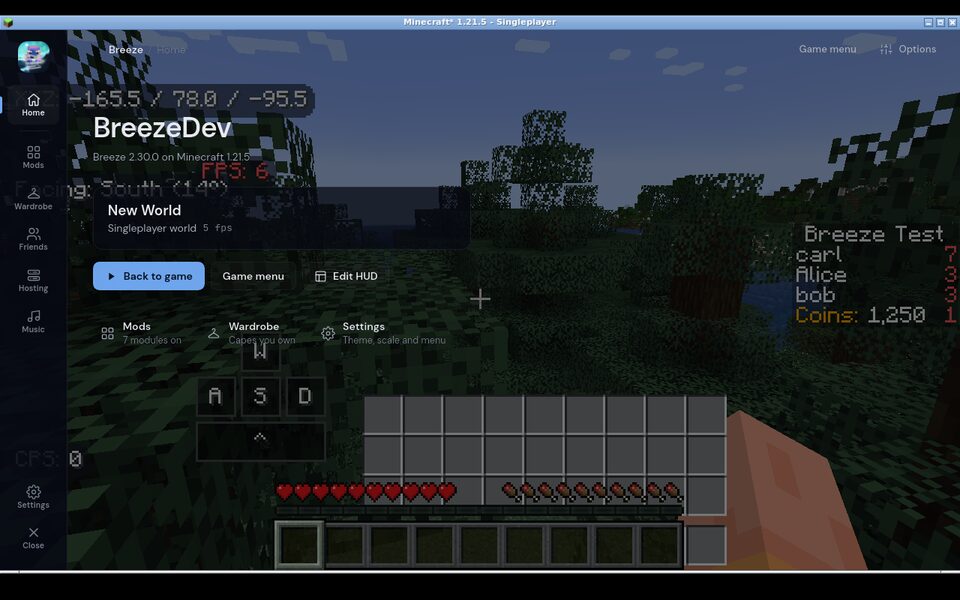 Minecraft* 1.21.5 - Singleplayer
Breeze / Home
Game menu
Options
-165.5 / 78.0 / -95.5
Home
BreezeDev
Breeze 2.30.0 on Minecraft 1.21.5
FPS: 6
Mods
Facing: South (149)
Wardrobe
New World
Singleplayer world 5 fps
Friends
Breeze Test
carl 7
Alice 3
bob 3
Coins: 1,250 1
Back to game
Game menu
Edit HUD
Hosting
Music
Mods
7 modules on
Wardrobe
Capes you own
Settings
Theme, scale and menu
W
A S D
CPS: 0
Settings
Close